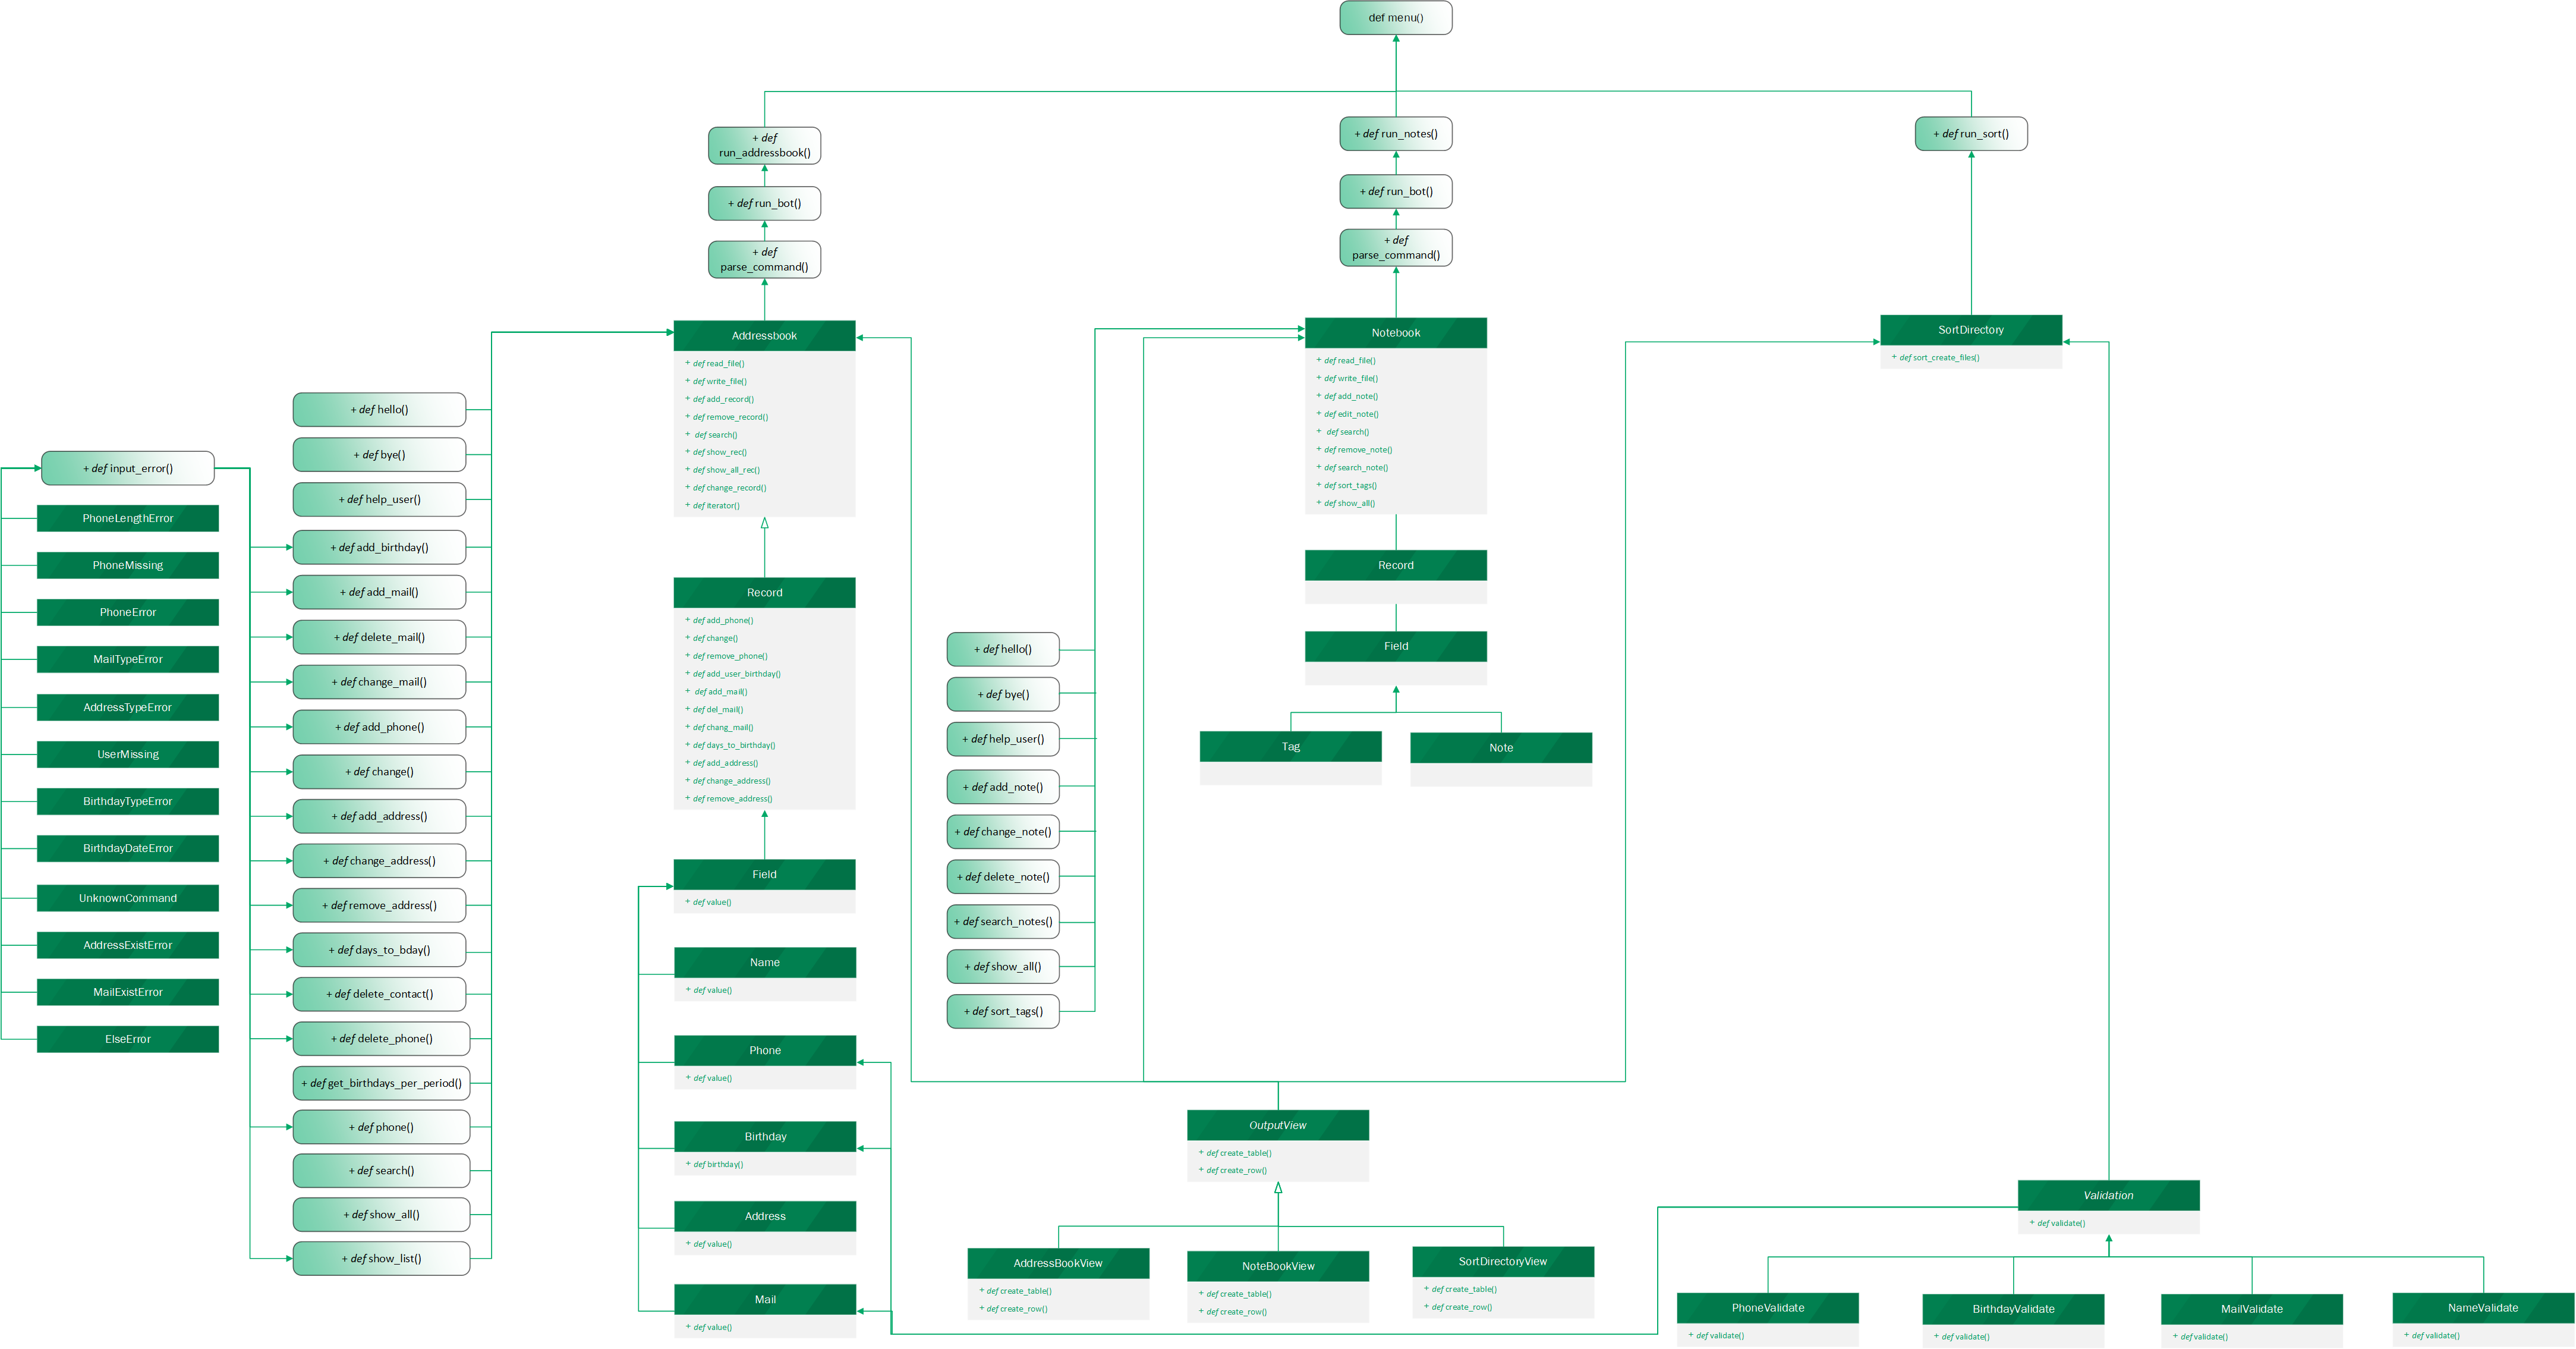 def menu()
+ def
run_addressbook()
+ def run_bot()
+ def
parse_command()
+ def run_notes()
+ def run_bot()
+ def
parse_command()
+ def run_sort()
+ def input_error()
PhoneLengthError
PhoneMissing
PhoneError
MailTypeError
AddressTypeError
UserMissing
BirthdayTypeError
BirthdayDateError
UnknownCommand
AddressExistError
MailExistError
ElseError
+ def hello()
+ def bye()
+ def help_user()
+ def add_birthday()
+ def add_mail()
+ def delete_mail()
+ def change_mail()
+ def add_phone()
+ def change()
+ def add_address()
+ def change_address()
+ def remove_address()
+ def days_to_bday()
+ def delete_contact()
+ def delete_phone()
+ def get_birthdays_per_period()
+ def phone()
+ def search()
+ def show_all()
+ def show_list()
Addressbook
+ def read_file()
+ def write_file()
+ def add_record()
+ def remove_record()
+ def search()
+ def show_rec()
+ def show_all_rec()
+ def change_record()
+ def iterator()
Record
+ def add_phone()
+ def change()
+ def remove_phone()
+ def add_user_birthday()
+ def add_mail()
+ def del_mail()
+ def chang_mail()
+ def days_to_birthday()
+ def add_address()
+ def change_address()
+ def remove_address()
Field
+ def value()
Name
+ def value()
Phone
+ def value()
Birthday
+ def birthday()
Address
+ def value()
Mail
+ def value()
+ def hello()
+ def bye()
+ def help_user()
+ def add_note()
+ def change_note()
+ def delete_note()
+ def search_notes()
+ def show_all()
+ def sort_tags()
Notebook
+ def read_file()
+ def write_file()
+ def add_note()
+ def edit_note()
+ def search()
+ def remove_note()
+ def search_note()
+ def sort_tags()
+ def show_all()
Record
Field
Tag
Note
OutputView
+ def create_table()
+ def create_row()
AddressBookView
+ def create_table()
+ def create_row()
NoteBookView
+ def create_table()
+ def create_row()
SortDirectoryView
+ def create_table()
+ def create_row()
SortDirectory
+ def sort_create_files()
Validation
+ def validate()
PhoneValidate
+ def validate()
BirthdayValidate
+ def validate()
MailValidate
+ def validate()
NameValidate
+ def validate()